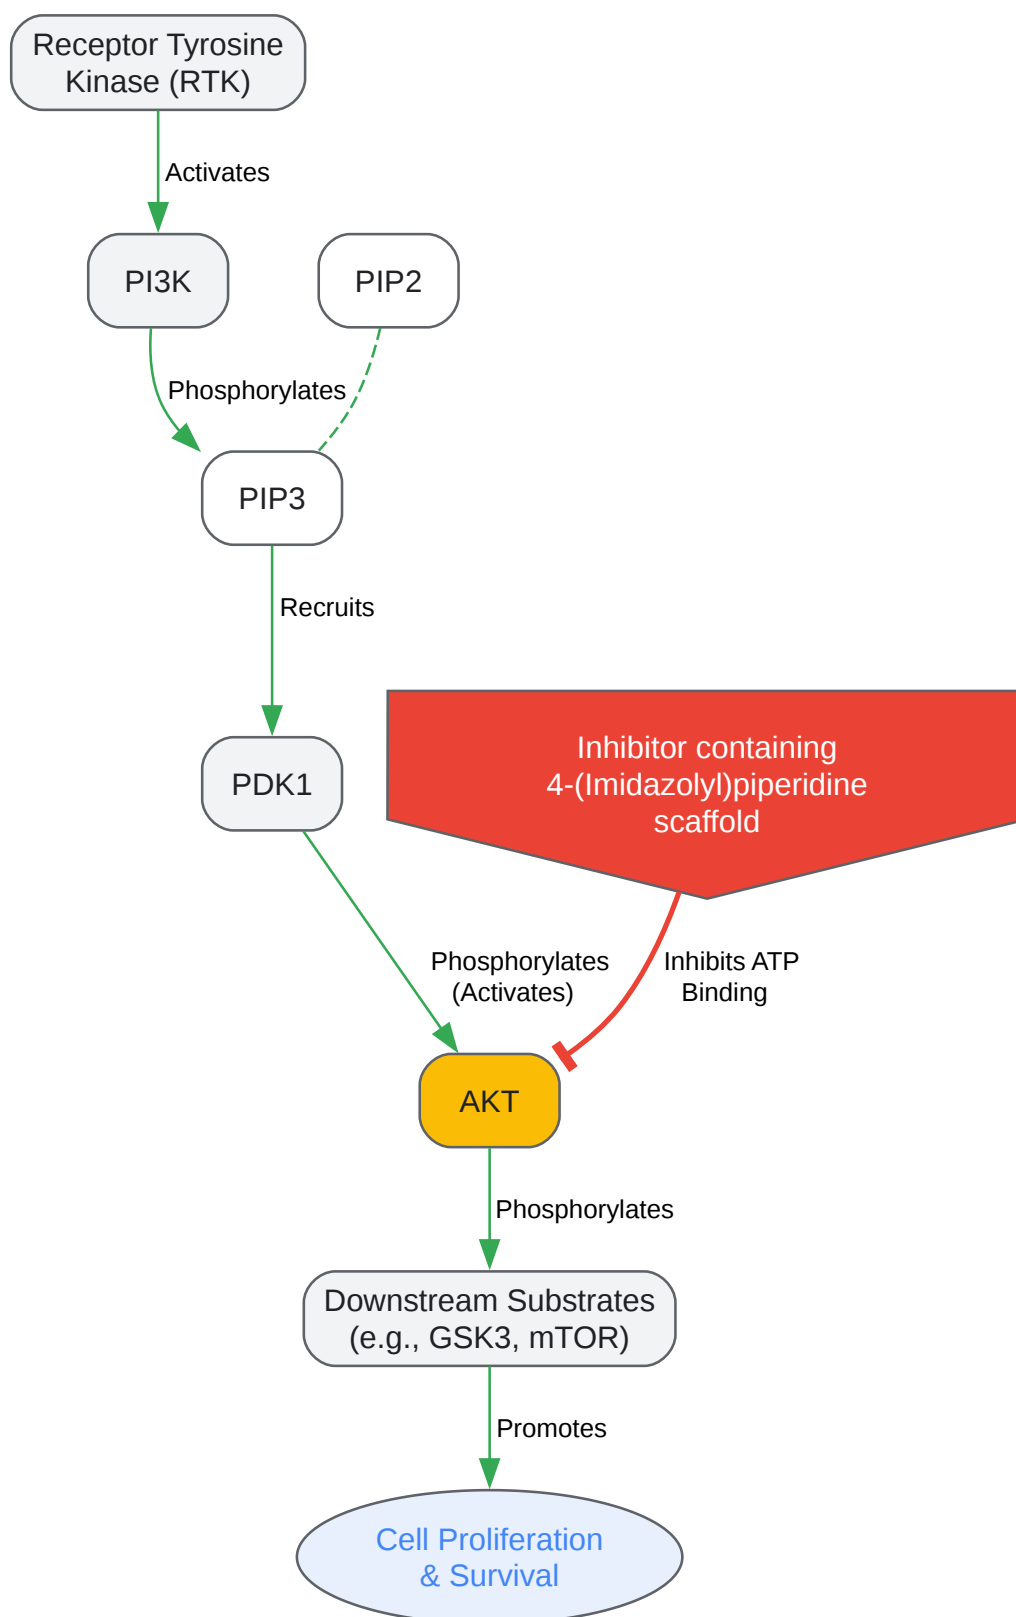 Receptor Tyrosine
Kinase (RTK)
Activates
PI3K
PIP2
Phosphorylates
PIP3
Recruits
PDK1
Inhibitor containing
4-(Imidazolyl)piperidine
scaffold
Phosphorylates
(Activates)
Inhibits ATP
Binding
AKT
Phosphorylates
Downstream Substrates
(e.g., GSK3, mTOR)
Promotes
Cell Proliferation
& Survival